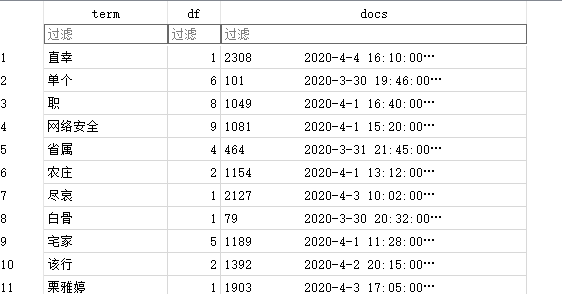 term df docs
过滤 过滤 过滤
1 直幸 1 2308 2020-4-4 16:10:00…
2 单个 6 101 2020-3-30 19:46:00…
3 职 8 1049 2020-4-1 16:40:00…
4 网络安全 9 1081 2020-4-1 15:20:00…
5 省属 4 464 2020-3-31 21:45:00…
6 农庄 2 1154 2020-4-1 13:12:00…
7 尽衰 1 2127 2020-4-3 10:02:00…
8 白骨 1 79 2020-3-30 20:32:00…
9 宅家 5 1189 2020-4-1 11:28:00…
10 该行 2 1392 2020-4-2 20:15:00…
11 栗雅婷 1 1903 2020-4-3 17:05:00…